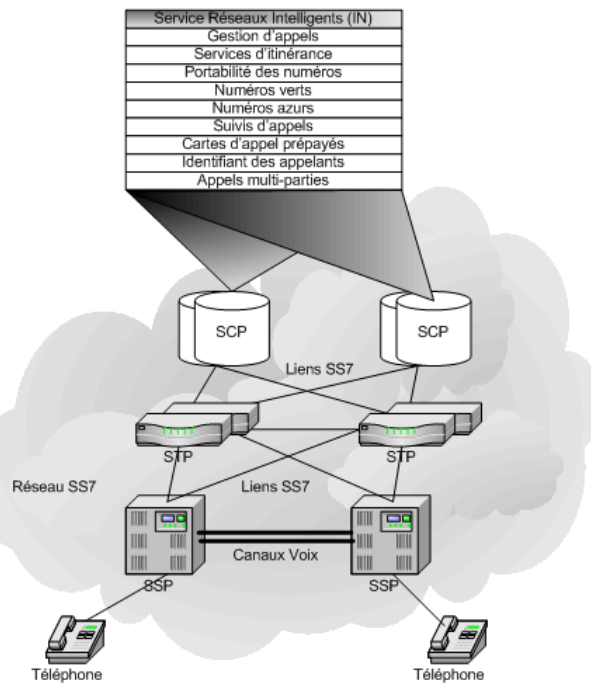 Service Réseaux Intelligents (IN)
Gestion d'appels
Services d'itinérance
Portabilité des numéros
Numéros verts
Numéros azurs
Suivis d'appels
Cartes d'appel prépayés
Identifiant des appelants
Appels multi-parties
SCP
SCP
Liens SS7
STP
STP
Réseau SS7
Liens SS7
Canaux Voix
SSP
SSP
Téléphone
Téléphone